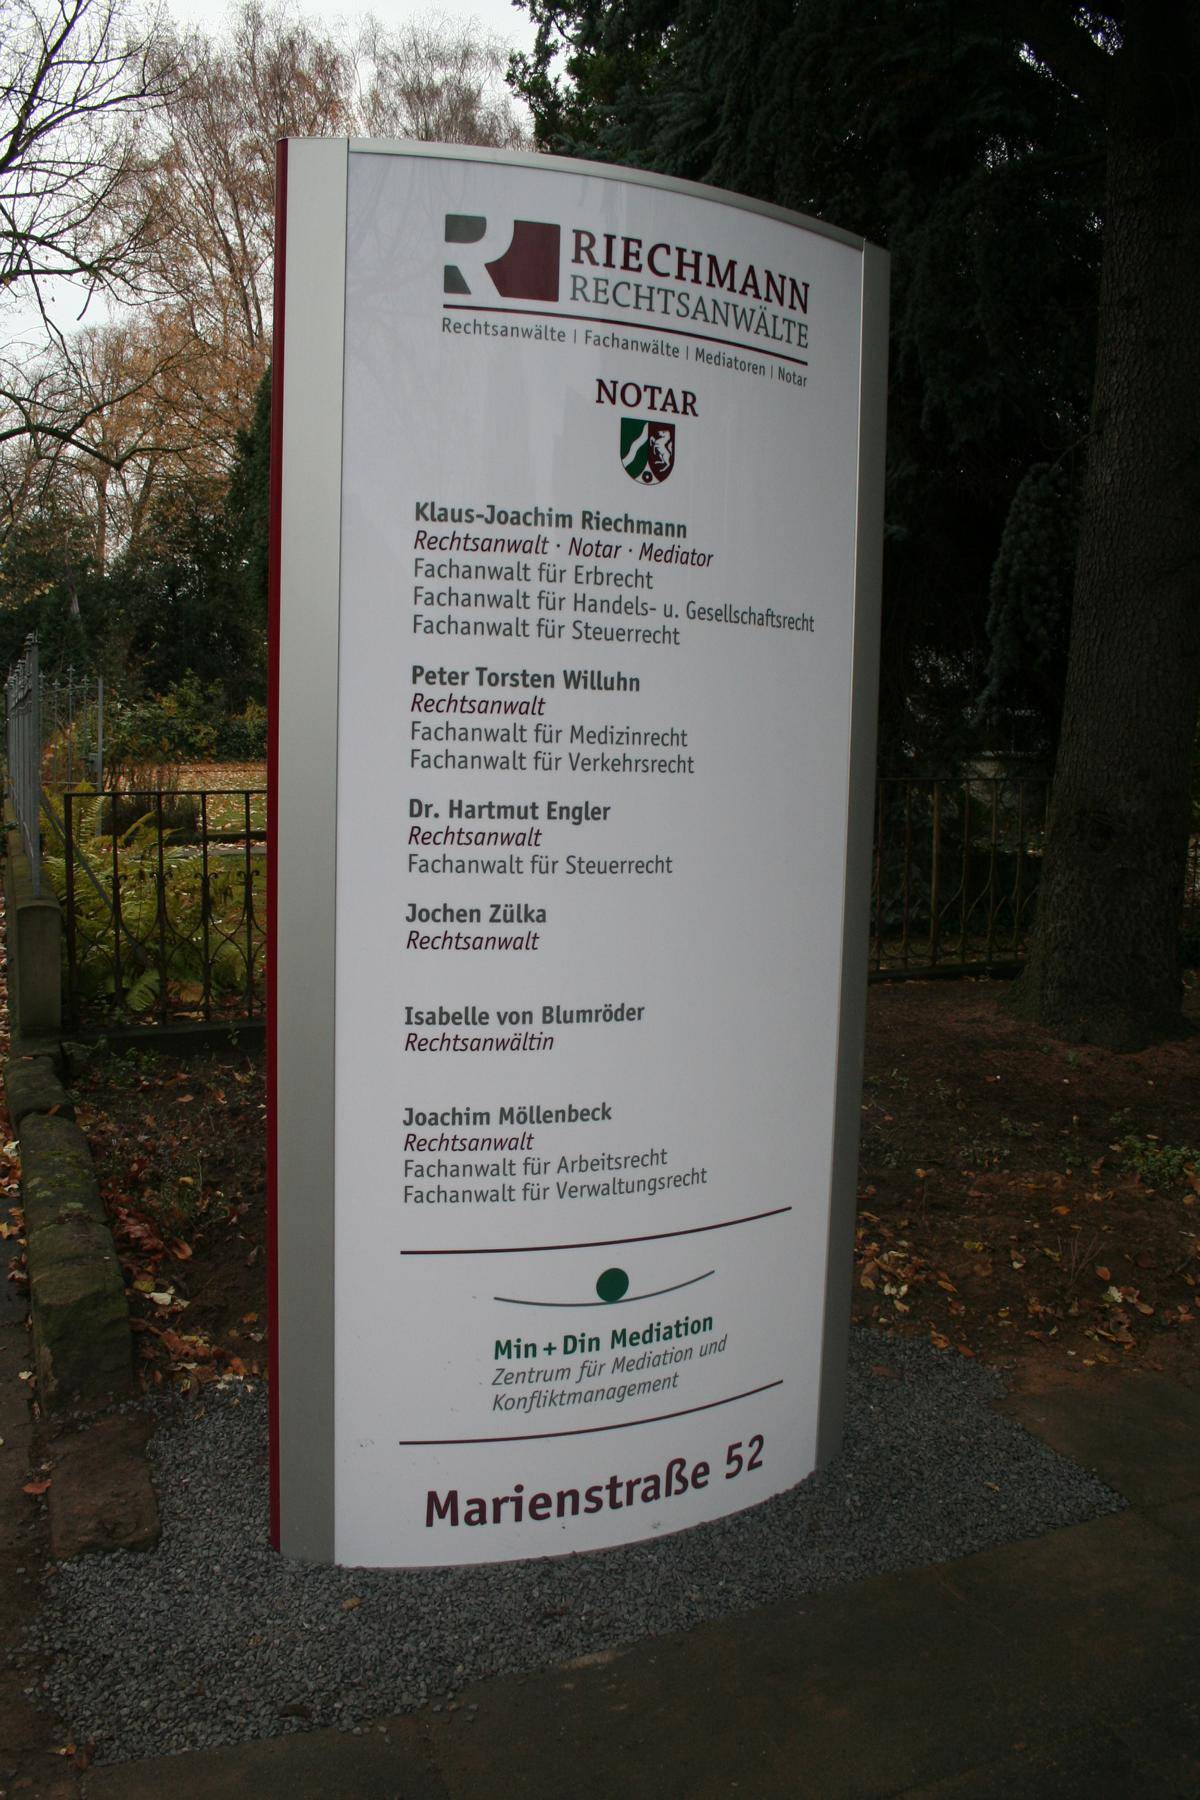 RIECHMANN
RECHTSANWÄLTE
Rechtsanwälte | Fachanwälte | Mediatoren | Notar
NOTAR
Klaus-Joachim Riechmann
Rechtsanwalt · Notar · Mediator
Fachanwalt für Erbrecht
Fachanwalt für Handels- u. Gesellschaftsrecht
Fachanwalt für Steuerrecht
Peter Torsten Willuhn
Rechtsanwalt
Fachanwalt für Medizinrecht
Fachanwalt für Verkehrsrecht
Dr. Hartmut Engler
Rechtsanwalt
Fachanwalt für Steuerrecht
Jochen Zülka
Rechtsanwalt
Isabelle von Blumröder
Rechtsanwältin
Joachim Möllenbeck
Rechtsanwalt
Fachanwalt für Arbeitsrecht
Fachanwalt für Verwaltungsrecht
Min + Din Mediation
Zentrum für Mediation und
Konfliktmanagement
Marienstraße 52